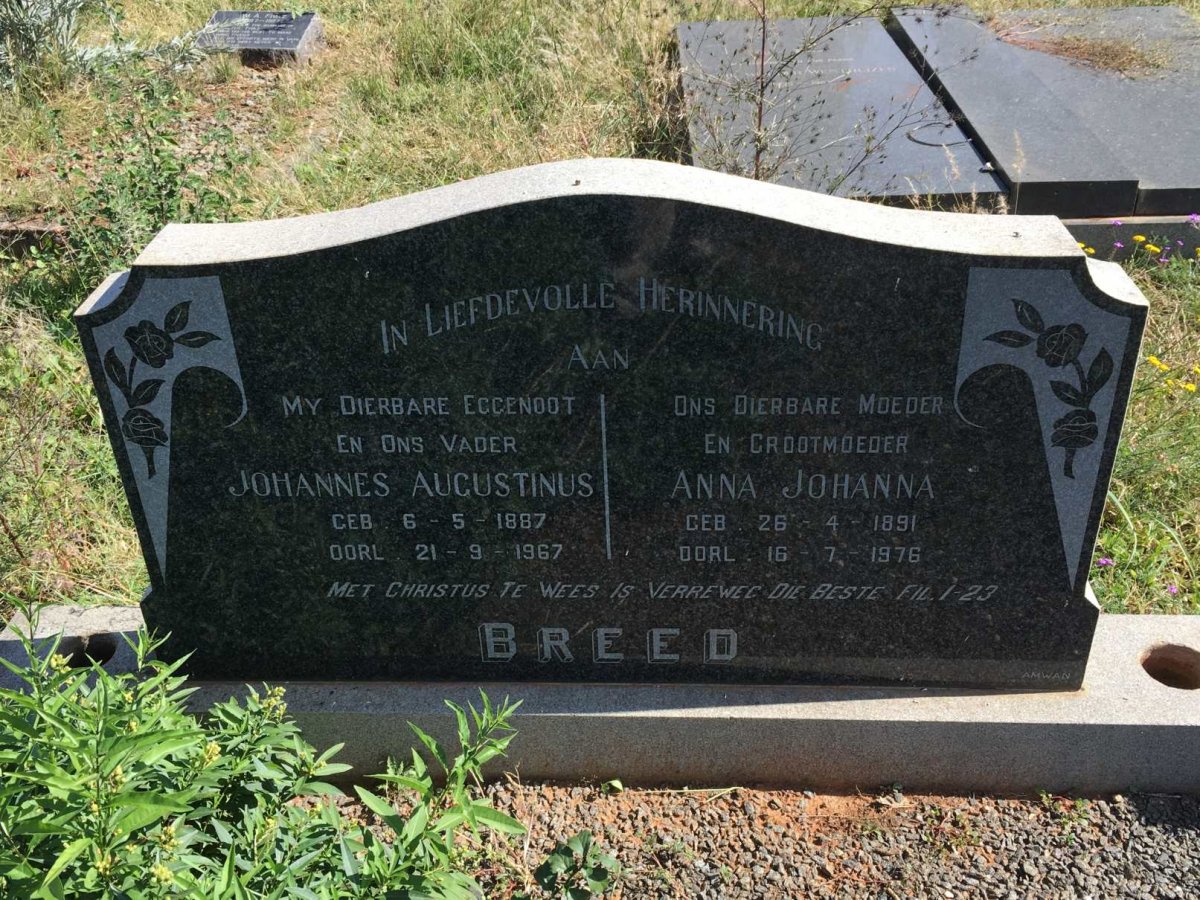 In Liefdevolle Herinnering
Aan
My Dierbare Eggenoot
En Ons Vader
Johannes Augustinus
Geb. 6-5-1887
Oorl. 21-9-1967
Ons Dierbare Moeder
En Grootmoeder
Anna Johanna
Geb. 26-4-1891
Oorl. 16-7-1976
Met Christus Te Wees Is Verreweg Die Beste Fil. 1-23
BREED
AMWAN